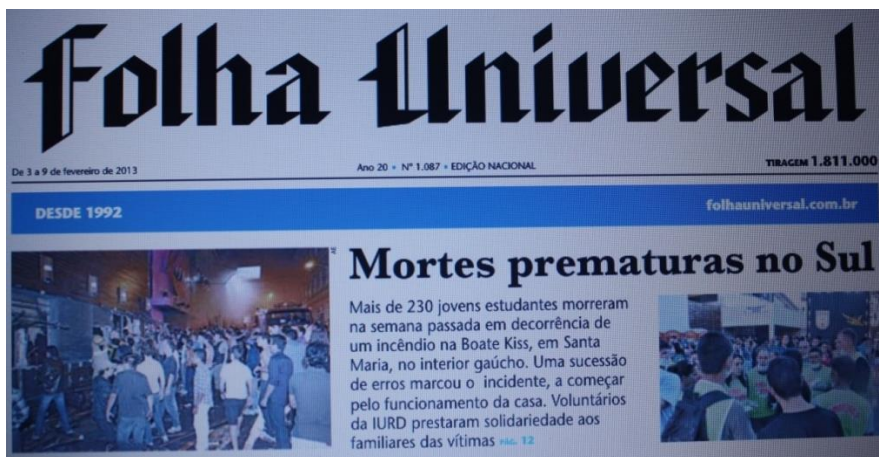 Folha Universal
De 3 a 9 de fevereiro de 2013
Ano 20 • Nº 1.087 • EDIÇÃO NACIONAL
TIRAGEM 1.811.000
DESDE 1992
folhauniversal.com.br
Mortes prematuras no Sul
Mais de 230 jovens estudantes morreram
na semana passada em decorrência de
um incêndio na Boate Kiss, em Santa
Maria, no interior gaúcho. Uma sucessão
de erros marcou o incidente, a começar
pelo funcionamento da casa. Voluntários
da IURD prestaram solidariedade aos
familiares das vítimas PÁG. 12